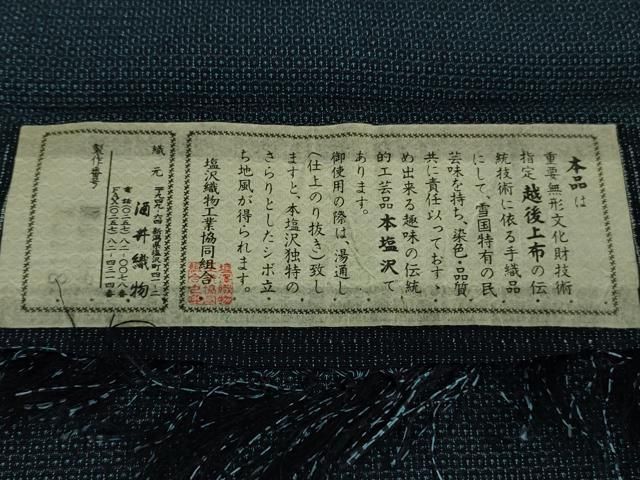 本品は
重要無形文化財技術
指定越後上布の伝・
統技術に依る手織品
にして、雪国特有の民
芸味を持ち、染色・品質
共に責任以っておすゝ
め出来る趣味の伝統
的工芸品本塩沢で
あります。
御使用の際は、湯通し
(仕上のり抜き)致し
ますと、本塩沢独特の
さらりとしたシボ立・
ち地風が得られます。
塩沢織物工業協同組合
織元
酒井織物
製作番号